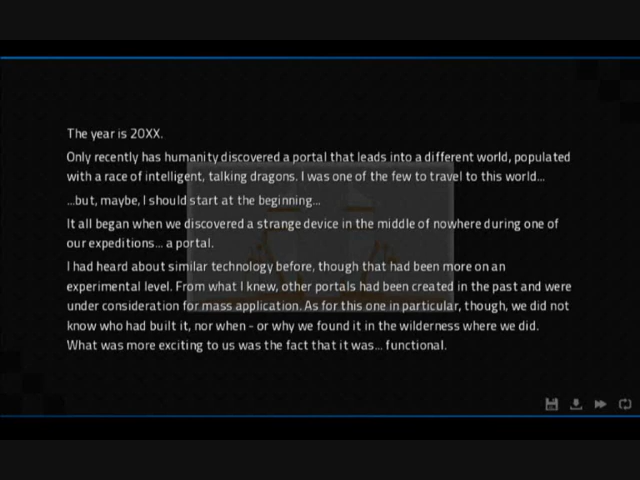 The year is 20XX.
Only recently has humanity discovered a portal that leads into a different world, populated
with a race of intelligent, talking dragons. I was one of the few to travel to this world...
...but, maybe, I should start at the beginning...
It all began when we discovered a strange device in the middle of nowhere during one of
our expeditions... a portal.
I had heard about similar technology before, though that had been more on an
experimental level. From what I knew, other portals had been created in the past and were
under consideration for mass application. As for this one in particular, though, we did not
know who had built it, nor when - or why we found it in the wilderness where we did.
What was more exciting to us was the fact that it was... functional.